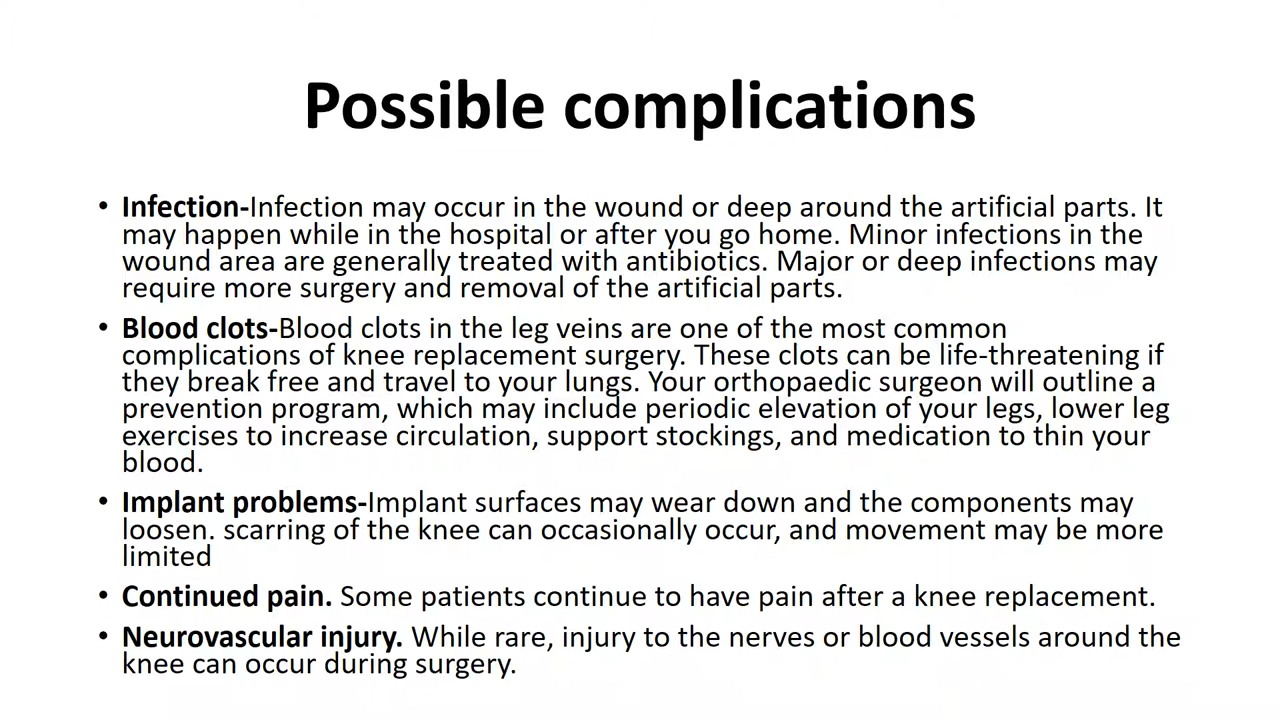 Possible complications
• Infection-Infection may occur in the wound or deep around the artificial parts. It
may happen while in the hospital or after you go home. Minor infections in the
wound area are generally treated with antibiotics. Major or deep infections may
require more surgery and removal of the artificial parts.
• Blood clots-Blood clots in the leg veins are one of the most common
complications of knee replacement surgery. These clots can be life-threatening if
they break free and travel to your lungs. Your orthopaedic surgeon will outline a
prevention program, which may include periodic elevation of your legs, lower leg
exercises to increase circulation, support stockings, and medication to thin your
blood.
• Implant problems-Implant surfaces may wear down and the components may
loosen. scarring of the knee can occasionally occur, and movement may be more
limited
• Continued pain. Some patients continue to have pain after a knee replacement.
• Neurovascular injury. While rare, injury to the nerves or blood vessels around the
knee can occur during surgery.